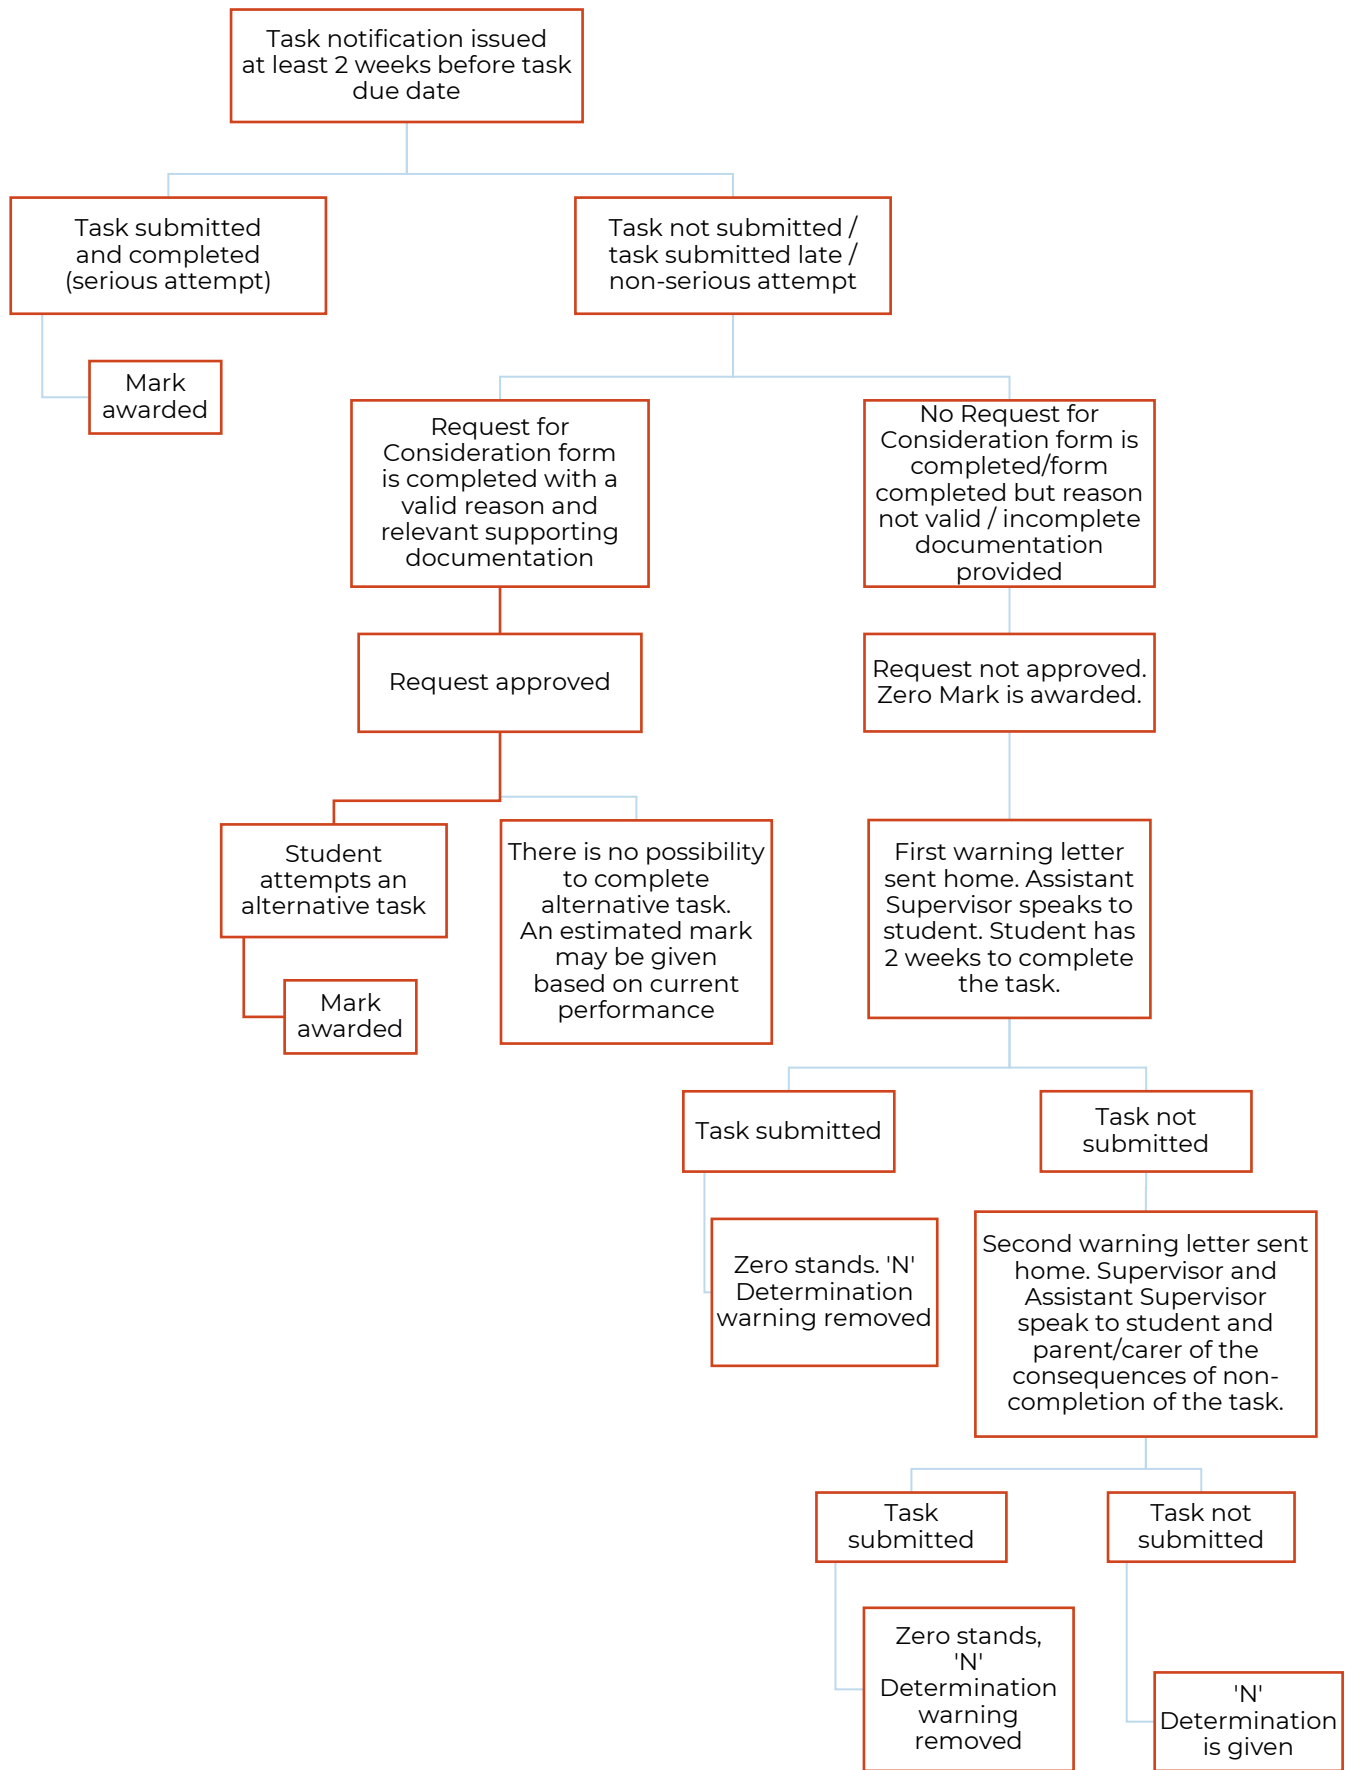 Task notification issued
at least 2 weeks before task
due date
Task submitted
and completed
(serious attempt)
Task not submitted /
task submitted late /
non-serious attempt
Mark
awarded
Request for
Consideration form
is completed with a
valid reason and
relevant supporting
documentation
No Request for
Consideration form is
completed/form
completed but reason
not valid / incomplete
documentation
provided
Request approved
Request not approved.
Zero Mark is awarded.
Student
attempts an
alternative task
There is no possibility
to complete
alternative task.
An estimated mark
may be given
based on current
performance
First warning letter
sent home. Assistant
Supervisor speaks to
student. Student has
2 weeks to complete
the task.
Mark
awarded
Task submitted
Task not
submitted
Zero stands. 'N'
Determination
warning removed
Second warning letter sent
home. Supervisor and
Assistant Supervisor
speak to student and
parent/carer of the
consequences of non-
completion of the task.
Task
submitted
Task not
submitted
Zero stands,
'N'
Determination
warning
removed
'N'
Determination
is given